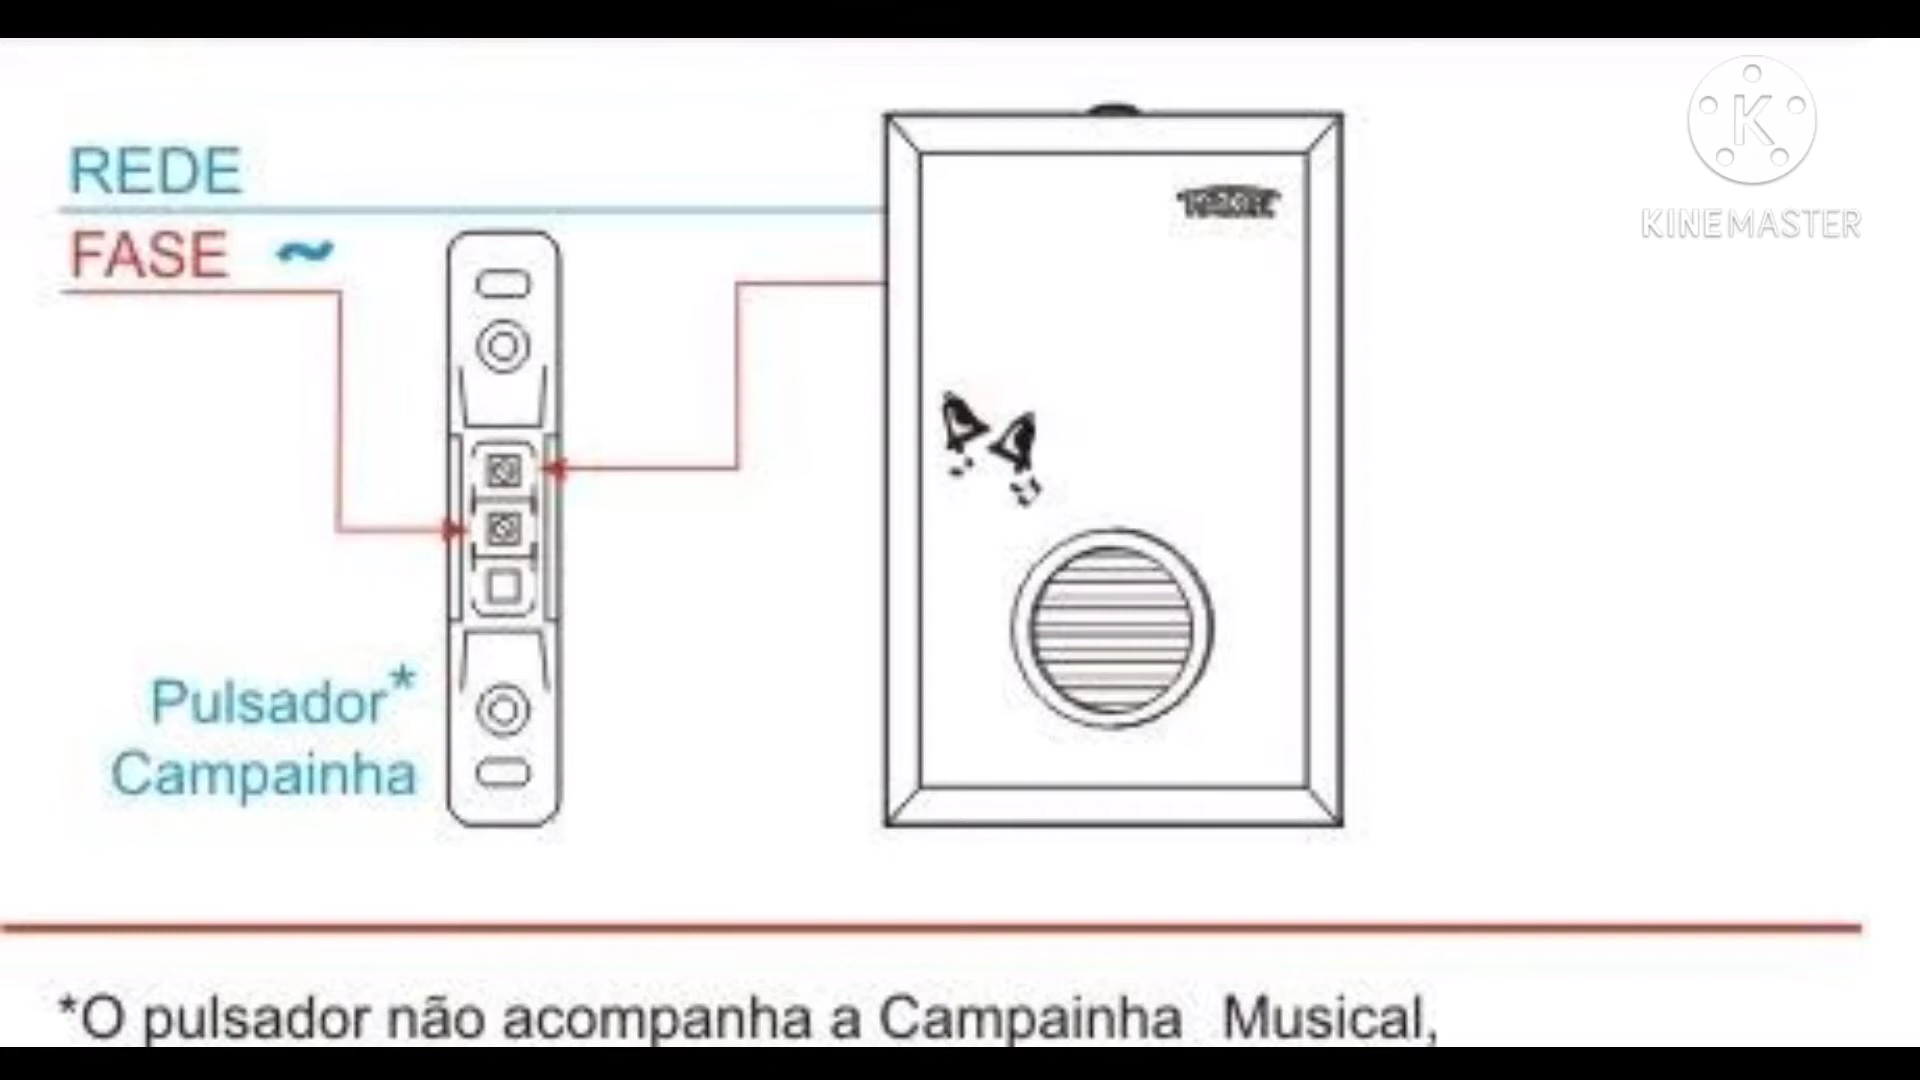 REDE
FASE ~
Pulsador*
Campainha
K
KINEMASTER
*O pulsador não acompanha a Campainha Musical,